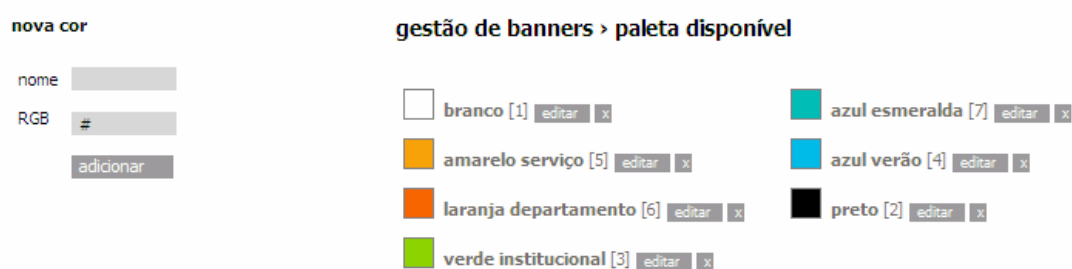 nova cor
nome
RGB #
adicionar
gestão de banners › paleta disponível
branco [1] editar x
amarelo serviço [5] editar x
laranja departamento [6] editar x
verde institucional [3] editar x
azul esmeralda [7] editar x
azul verão [4] editar x
preto [2] editar x